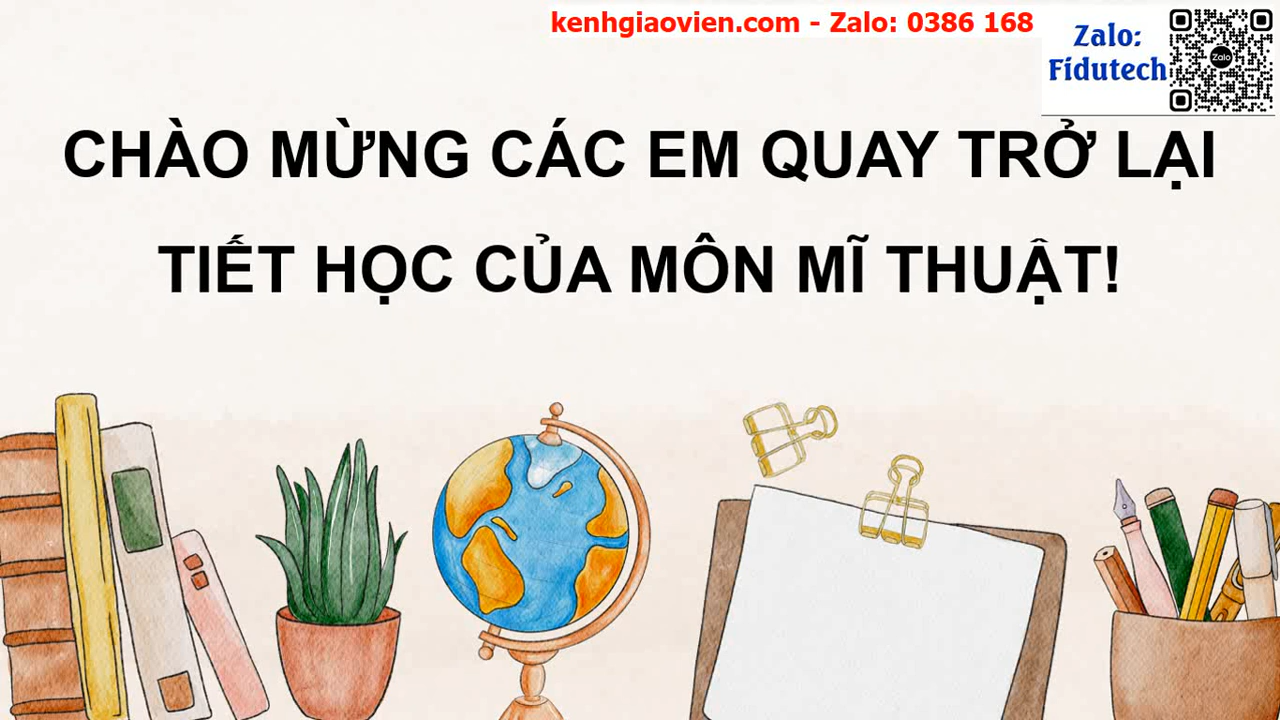 kenhgiaovien.com - Zalo: 0386 168
Zalo:
Fidutech
Zalo
CHÀO MỪNG CÁC EM QUAY TRỞ LẠI
TIẾT HỌC CỦA MÔN MĨ THUẬT!